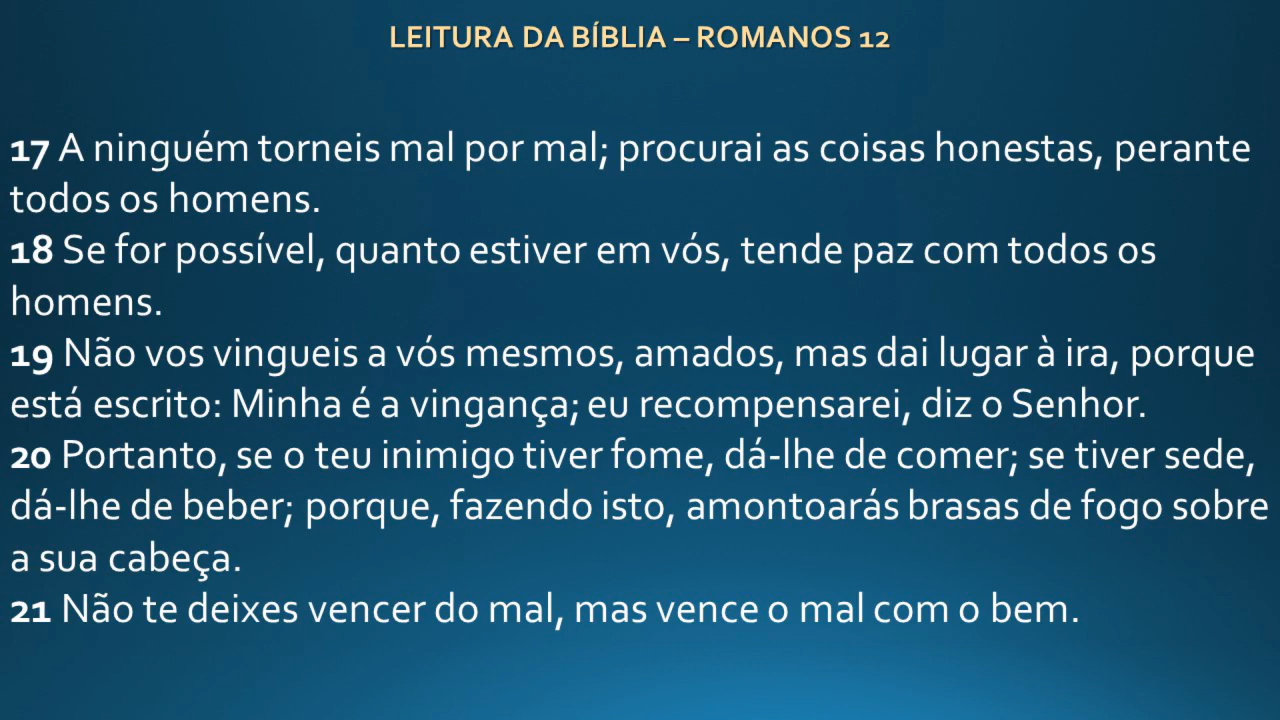 LEITURA DA BÍBLIA – ROMANOS 12
17 A ninguém torneis mal por mal; procurai as coisas honestas, perante
todos os homens.
18 Se for possível, quanto estiver em vós, tende paz com todos os
homens.
19 Não vos vingueis a vós mesmos, amados, mas dai lugar à ira, porque
está escrito: Minha é a vingança; eu recompensarei, diz o Senhor.
20 Portanto, se o teu inimigo tiver fome, dá-lhe de comer; se tiver sede,
dá-lhe de beber; porque, fazendo isto, amontoarás brasas de fogo sobre
a sua cabeça.
21 Não te deixes vencer do mal, mas vence o mal com o bem.